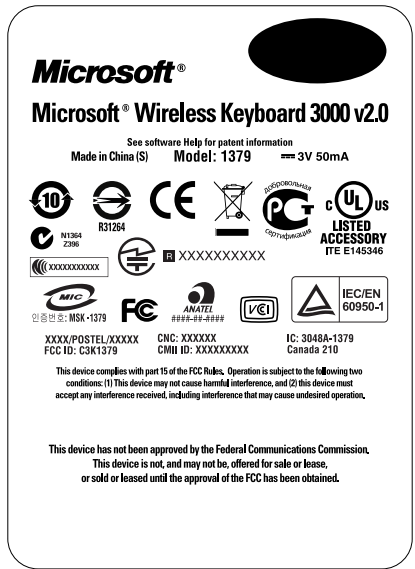 Microsoft®
Microsoft® Wireless Keyboard 3000 v2.0
See software Help for patent information
Made in China (S) Model: 1379 ⎓ 3V 50mA
10
R31264
CE
добровольная
РСТ
сертификация
C UL US
LISTED
ACCESSORY
ITE E145346
N1364
Z396
XXXXXXXXXXX
R XXXXXXXXXX
MIC
인증번호: MSK-1379
FC
ANATEL
####-##-####
VCI
IEC/EN
60950-1
XXXX/POSTEL/XXXXX
FCC ID: C3K1379
CNC: XXXXXX
CMII ID: XXXXXXXXX
IC: 3048A-1379
Canada 210
This device complies with part 15 of the FCC Rules. Operation is subject to the following two
conditions: (1) This device may not cause harmful interference, and (2) this device must
accept any interference received, including interference that may cause undesired operation.
This device has not been approved by the Federal Communications Commission.
This device is not, and may not be, offered for sale or lease,
or sold or leased until the approval of the FCC has been obtained.